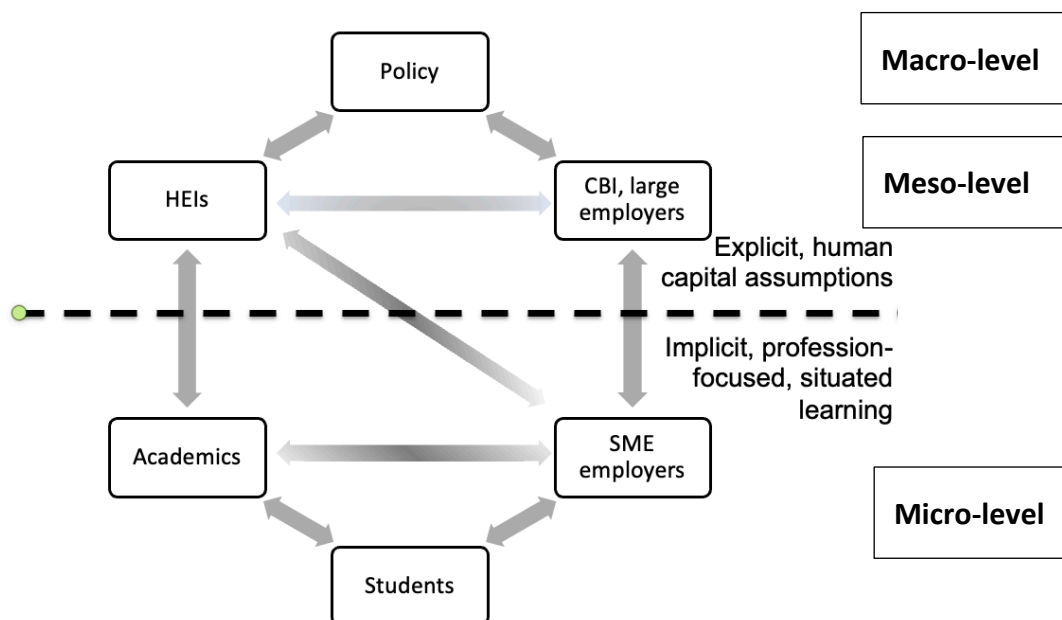 Policy
Macro-level
HEIs
CBI, large
employers
Meso-level
Explicit, human
capital assumptions
Implicit, profession-
focused, situated
learning
Academics
SME
employers
Micro-level
Students